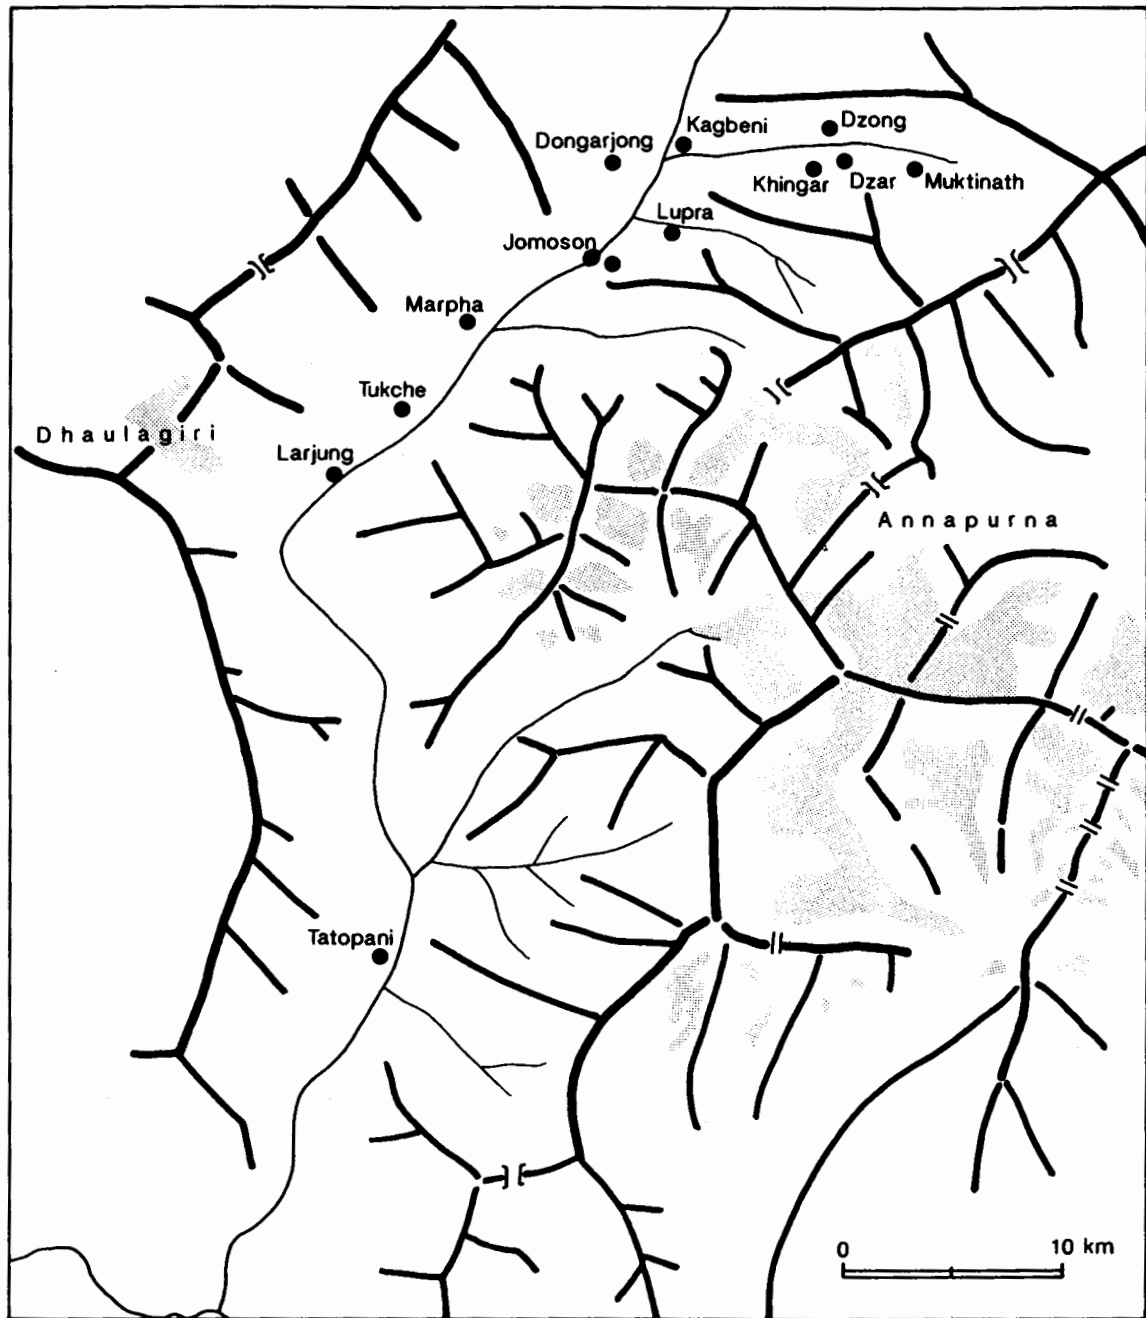 Dzong
Kagbeni
Dongarjong
Khingar
Dzar
Muktinath
Lupra
Jomoson
Marpha
Tukche
Dhaulagiri
Larjung
Annapurna
Tatopani
0
10 km